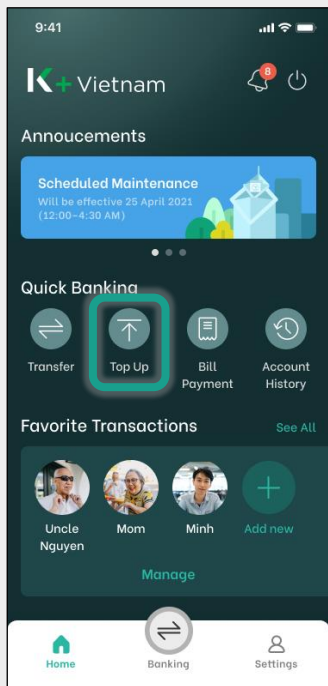 9:41
K+ Vietnam
8
Annoucements
Scheduled Maintenance
Will be effective 25 April 2021
(12:00-4:30 AM)
Quick Banking
Transfer Top Up Bill Payment Account History
Favorite Transactions See All
Uncle Nguyen Mom Minh Add new
Manage
Home Banking Settings